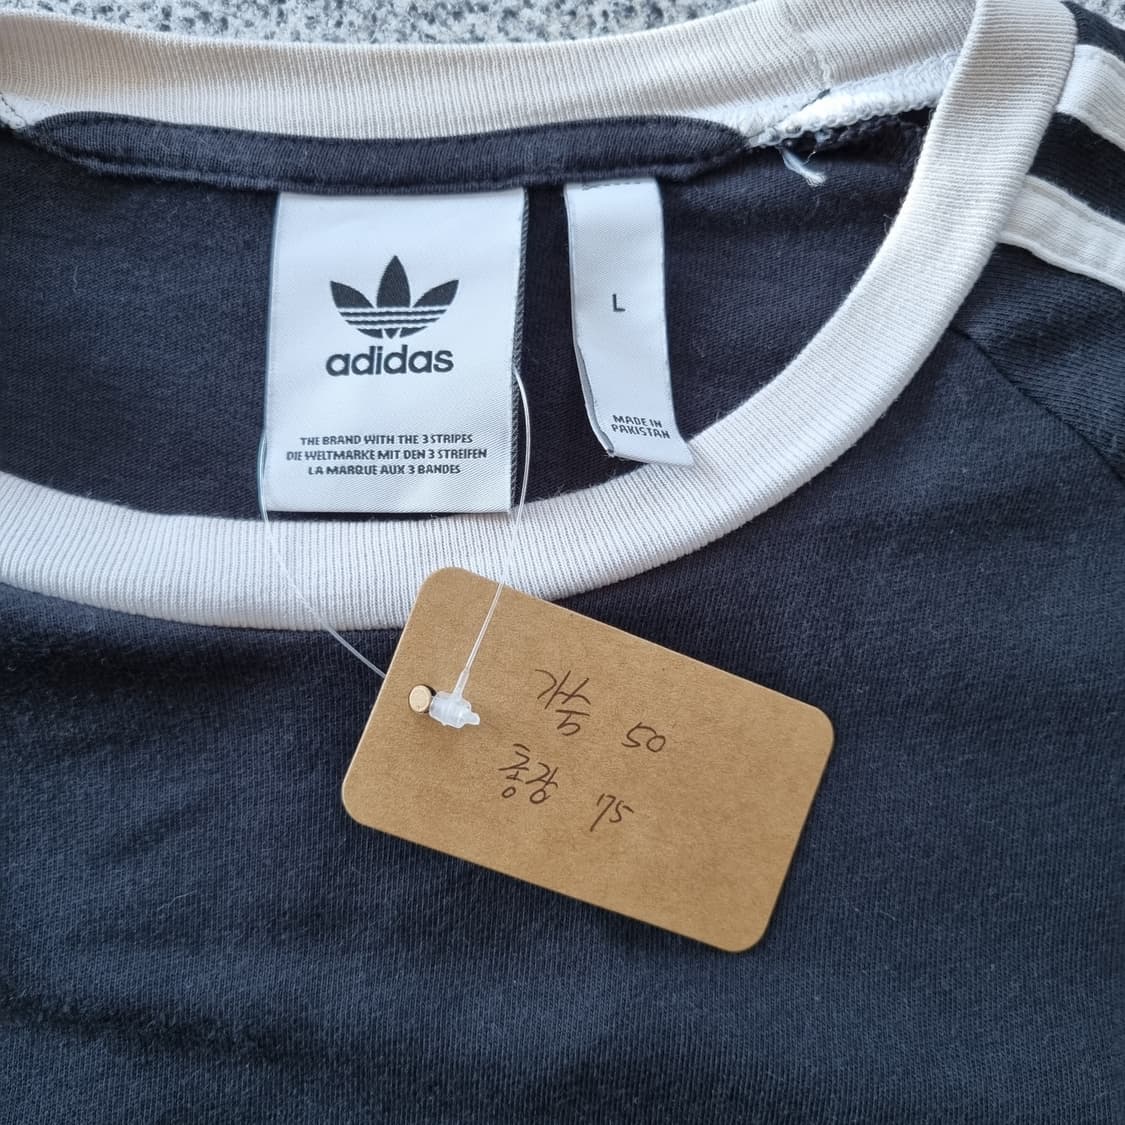 adidas
THE BRAND WITH THE 3 STRIPES
DIE WELTMARKE MIT DEN 3 STREIFEN
LA MARQUE AUX 3 BANDES
L
MADE IN
PAKISTAN
가슴 50
총장 75